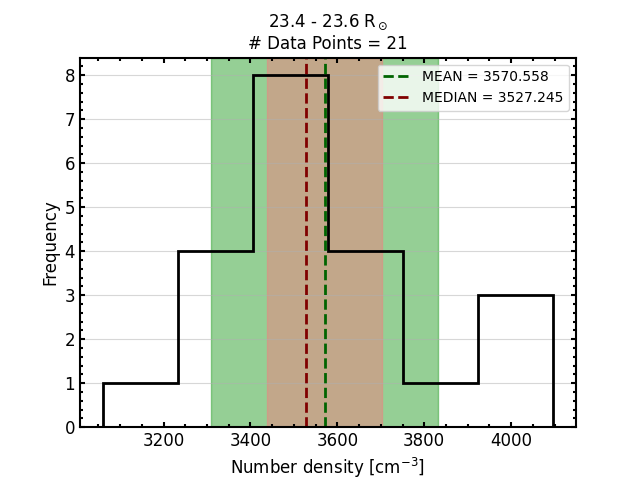 23.4 - 23.6 R⊙
# Data Points = 21
MEAN = 3570.558
MEDIAN = 3527.245
Frequency
8
7
6
5
4
3
2
1
0
3200 3400 3600 3800 4000
Number density [cm⁻³]